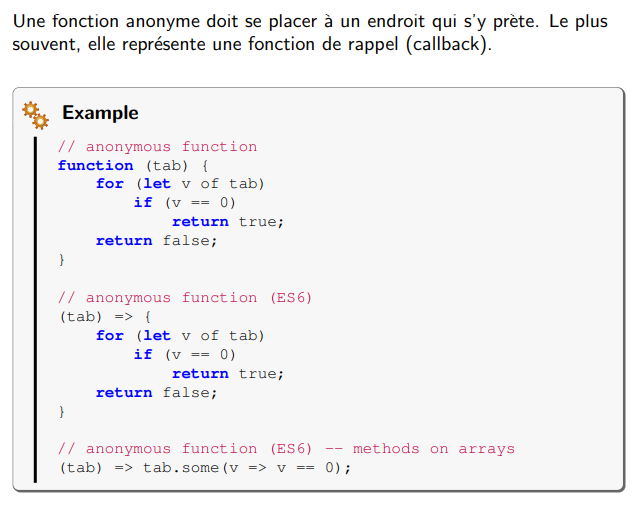 Une fonction anonyme doit se placer à un endroit qui s'y prète. Le plus
souvent, elle représente une fonction de rappel (callback).
Example
// anonymous function
function (tab) {
    for (let v of tab)
        if (v == 0)
            return true;
    return false;
}
// anonymous function (ES6)
(tab) => {
    for (let v of tab)
        if (v == 0)
            return true;
    return false;
}
// anonymous function (ES6) -- methods on arrays
(tab) => tab.some(v => v == 0);